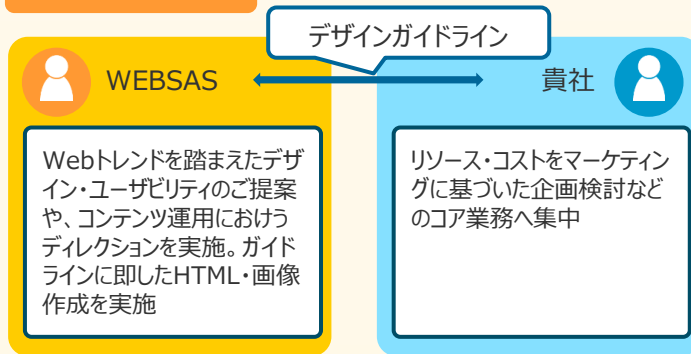 デザインガイドライン
WEBSAS
貴社
Webトレンドを踏まえたデザ
イン・ユーザビリティのご提案
や、コンテンツ運用におけう
ディレクションを実施。ガイド
ラインに即したHTML・画像
作成を実施
リソース・コストをマーケティン
グに基づいた企画検討など
のコア業務へ集中